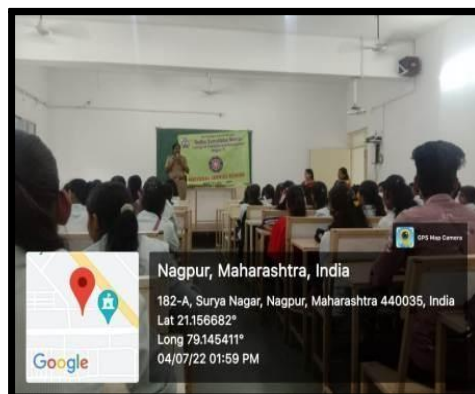 GPS Map Camera
Nagpur, Maharashtra, India
182-A, Surya Nagar, Nagpur, Maharashtra 440035, India
Lat 21.156682°
Long 79.145411°
04/07/22 01:59 PM
Google